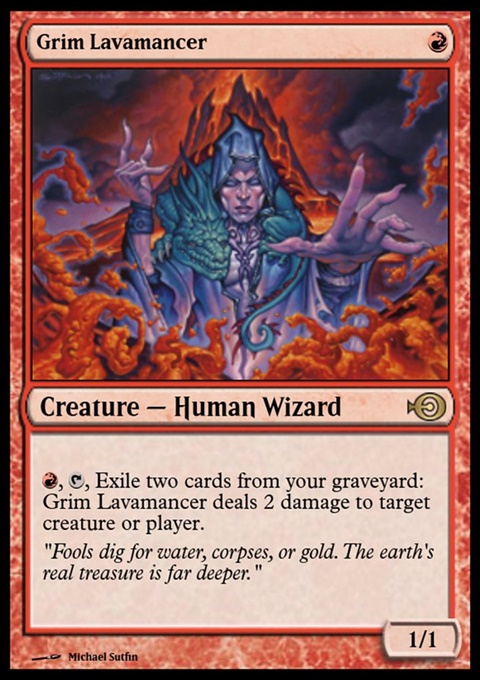 Grim Lavamancer
Creature — Human Wizard
, , Exile two cards from your graveyard:
Grim Lavamancer deals 2 damage to target
creature or player.
"Fools dig for water, corpses, or gold. The earth's
real treasure is far deeper."
1/1
Michael Sutfin